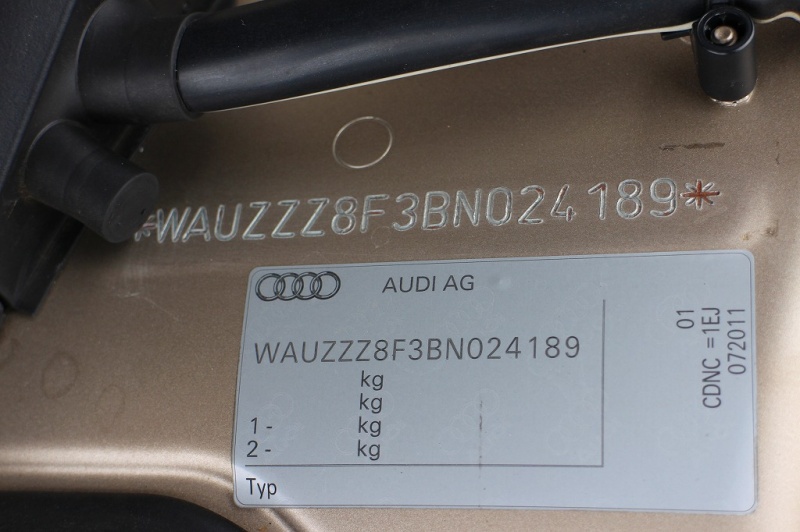 *WAUZZZ8F3BN024189*
AUDI AG
WAUZZZ8F3BN024189
kg
kg
1 - kg
2 - kg
Typ
01
CDNC =1EJ
072011